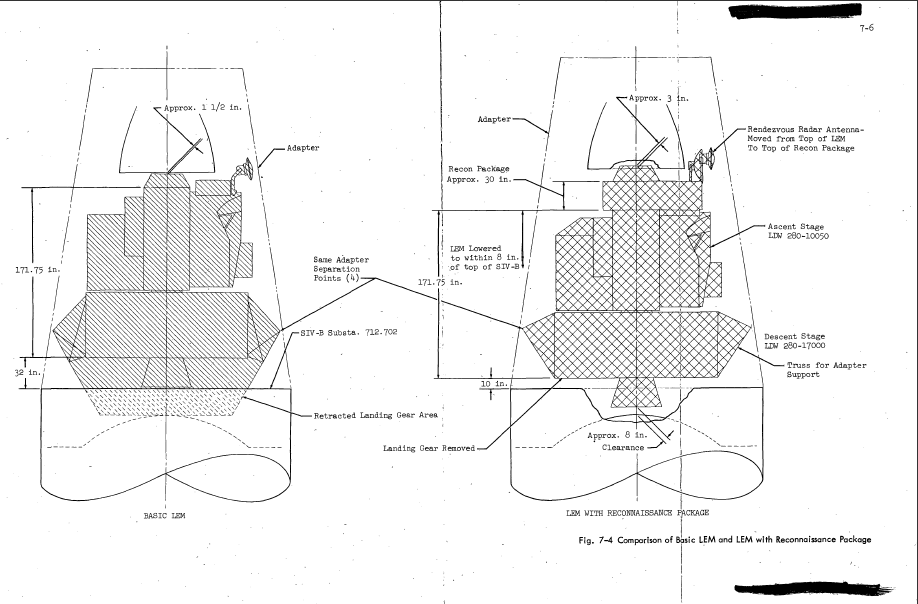 7-6
Approx. 1 1/2 in.
Adapter
171.75 in.
Same Adapter
Separation
Points (4)
SIV-B Substa. 712.702
32 in.
Retracted Landing Gear Area
BASIC LEM
Approx. 3 in.
Adapter
Rendezvous Radar Antenna-
Moved from Top of LEM
To Top of Recon Package
Recon Package
Approx. 30 in.
LEM Lowered
to within 8 in.
of top of SIV-B
171.75 in.
Ascent Stage
LDW 280-10050
Descent Stage
LDW 280-17000
Truss for Adapter
Support
10 in.
Landing Gear Removed
Approx. 8 in.
Clearance
LEM WITH RECONNAISSANCE PACKAGE
Fig. 7-4 Comparison of Basic LEM and LEM with Reconnaissance Package